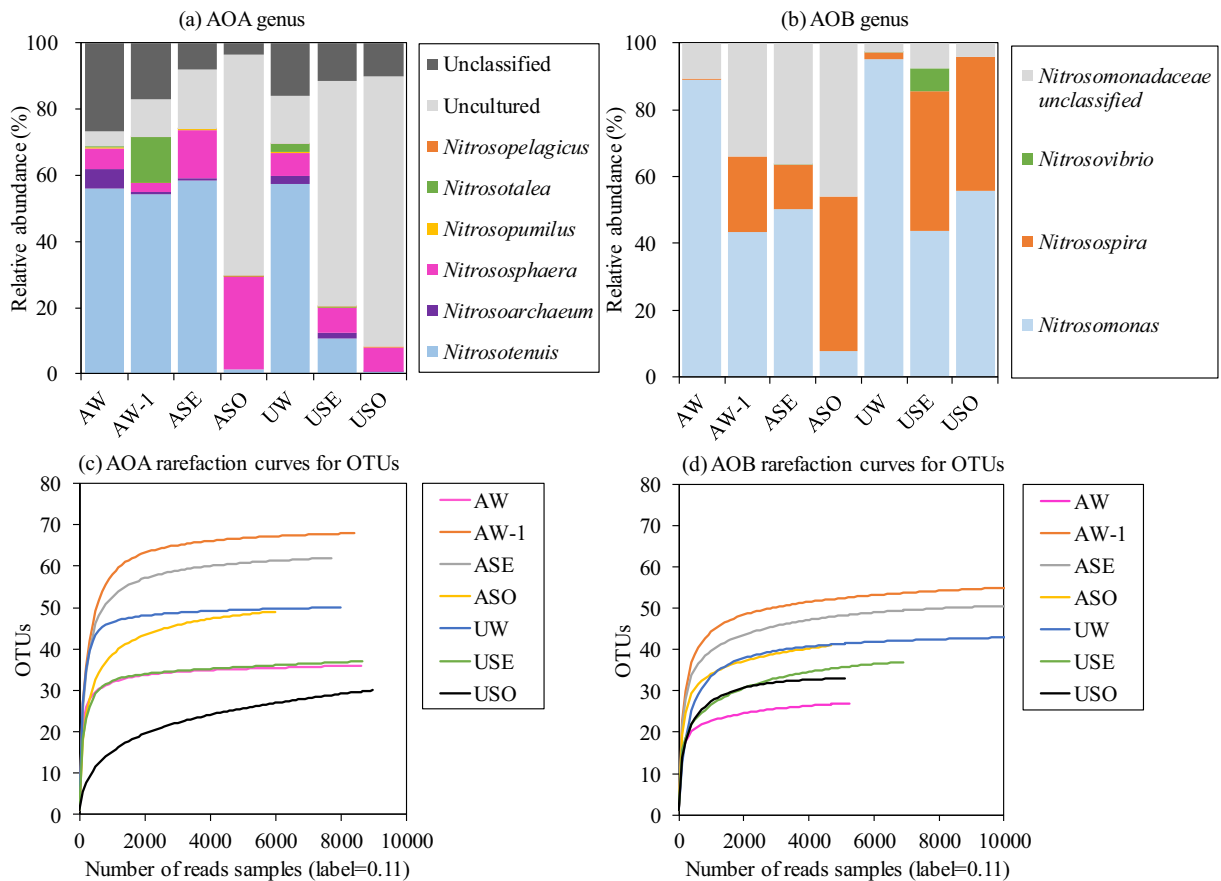 (a) AOA genus
Relative abundance (%)
100
80
60
40
20
0
AW
AW-1
ASE
ASO
UW
USE
USO
Unclassified
Uncultured
Nitrosopelagicus
Nitrosotalea
Nitrosopumilus
Nitrososphaera
Nitrosoarchaeum
Nitrosotenuis
(b) AOB genus
Relative abundance (%)
100
80
60
40
20
0
AW
AW-1
ASE
ASO
UW
USE
USO
Nitrosomonadaceae
unclassified
Nitrosovibrio
Nitrosospira
Nitrosomonas
(c) AOA rarefaction curves for OTUs
OTUs
80
70
60
50
40
30
20
10
0
0 2000 4000 6000 8000 10000
Number of reads samples (label=0.11)
AW
AW-1
ASE
ASO
UW
USE
USO
(d) AOB rarefaction curves for OTUs
OTUs
80
70
60
50
40
30
20
10
0
0 2000 4000 6000 8000 10000
Number of reads samples (label=0.11)
AW
AW-1
ASE
ASO
UW
USE
USO